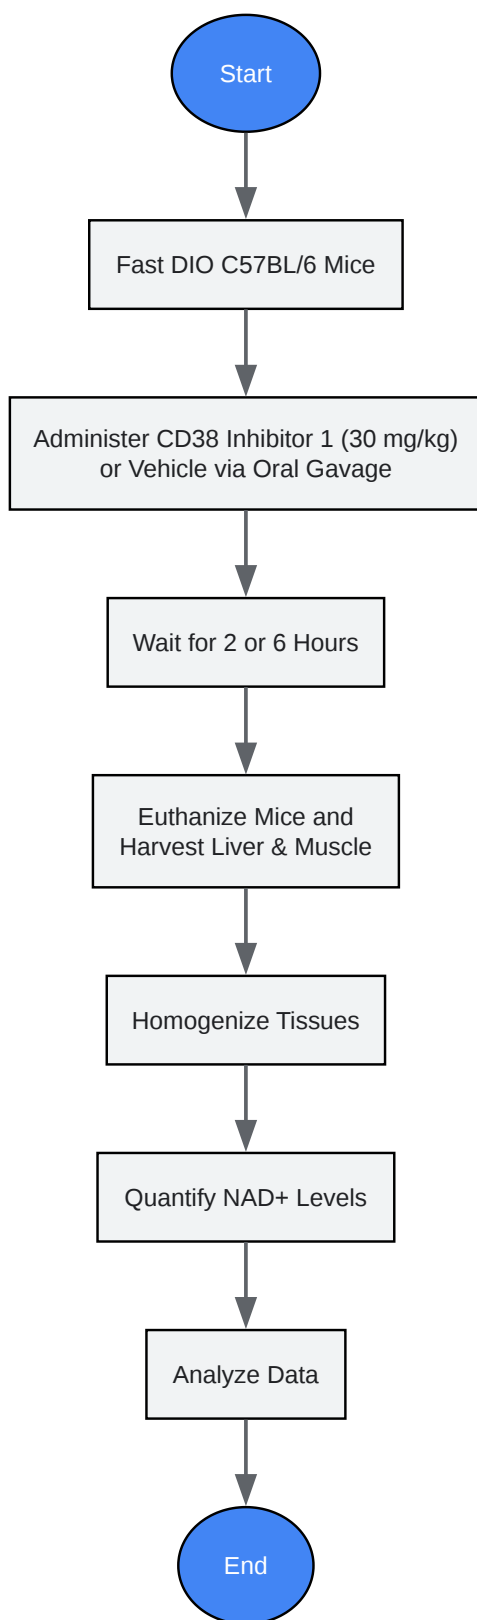 Start
Fast DIO C57BL/6 Mice
Administer CD38 Inhibitor 1 (30 mg/kg)
or Vehicle via Oral Gavage
Wait for 2 or 6 Hours
Euthanize Mice and
Harvest Liver & Muscle
Homogenize Tissues
Quantify NAD+ Levels
Analyze Data
End